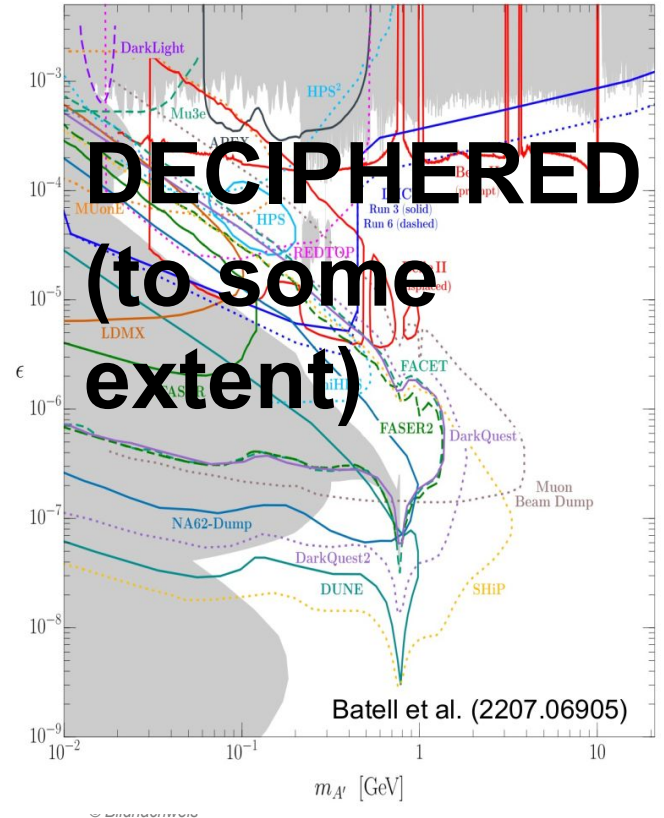 DarkLight
10⁻³
HPS²
Mu3e
APEX
DECIPHERED
10⁻⁴
(prompt)
MUonE
HPS
Run 3 (solid)
Run 6 (dashed)
REDTOP
(to some
II
10⁻⁵
LDMX
ϵ
FACET
extent)
10⁻⁶
FASER2
DarkQuest
Muon
Beam Dump
10⁻⁷
NA62-Dump
DarkQuest2
DUNE
SHiP
10⁻⁸
Batell et al. (2207.06905)
10⁻⁹
10⁻² 10⁻¹ 1 10
m_A′ [GeV]